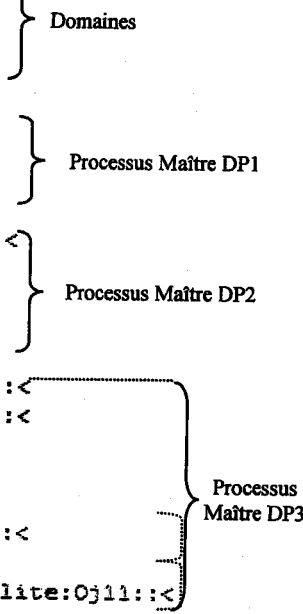 Domaines
Processus Maître DP1
<
Processus Maître DP2
:<
:<
Processus
Maître DP3
:<
lite:Oj11::<